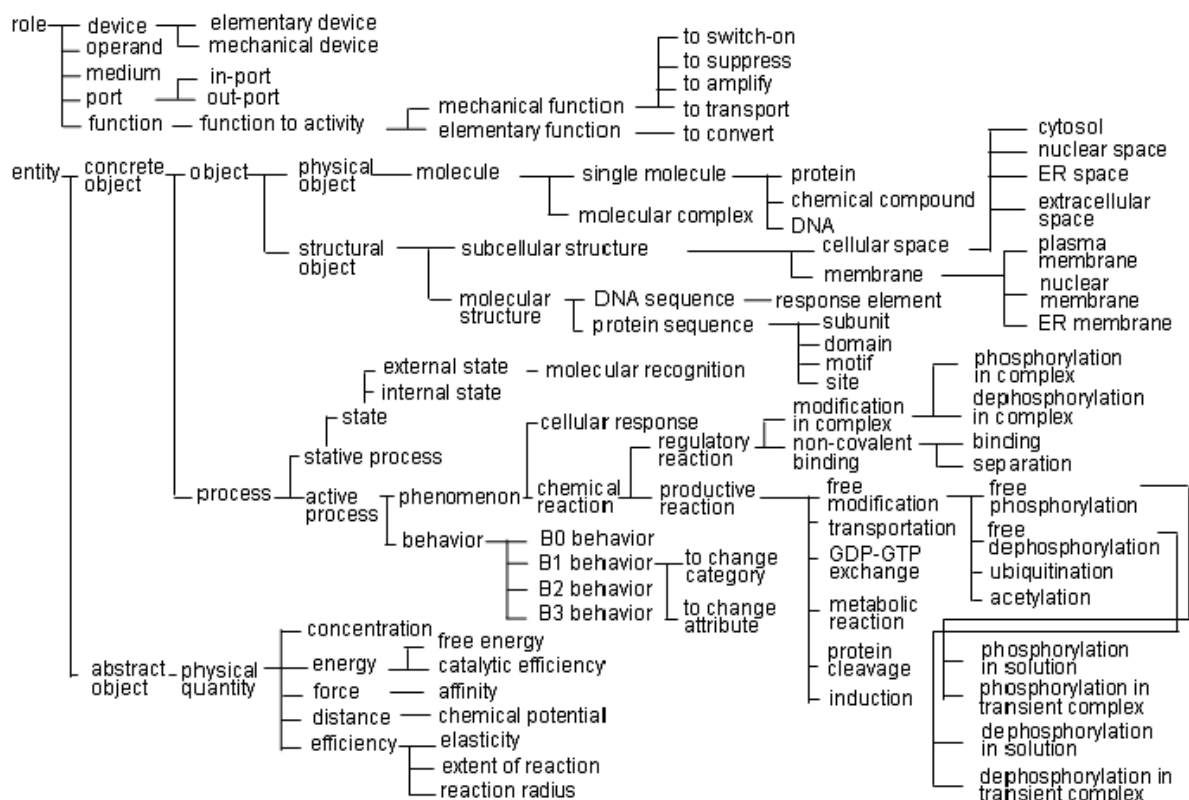 role device elementary device
operand mechanical device
medium in-port
port out-port
function function to activity mechanical function to switch-on
to suppress
to amplify
to transport
elementary function to convert
entity concrete object object physical object molecule single molecule protein
chemical compound
DNA
molecular complex
structural object subcellular structure cellular space cytosol
nuclear space
ER space
extracellular space
membrane plasma membrane
nuclear membrane
ER membrane
molecular structure DNA sequence response element
protein sequence subunit
domain
motif
site
process stative process state external state molecular recognition
internal state
active process phenomenon cellular response
chemical reaction regulatory reaction modification in complex phosphorylation in complex
dephosphorylation in complex
non-covalent binding binding
separation
productive reaction free modification free phosphorylation
free dephosphorylation
ubiquitination
acetylation
transportation
GDP-GTP exchange
metabolic reaction
protein cleavage
induction
phosphorylation in solution
phosphorylation in transient complex
dephosphorylation in solution
dephosphorylation in transient complex
behavior B0 behavior
B1 behavior to change category
to change attribute
B2 behavior
B3 behavior
abstract object physical quantity concentration
energy free energy
catalytic efficiency
force affinity
distance chemical potential
efficiency elasticity
extent of reaction
reaction radius